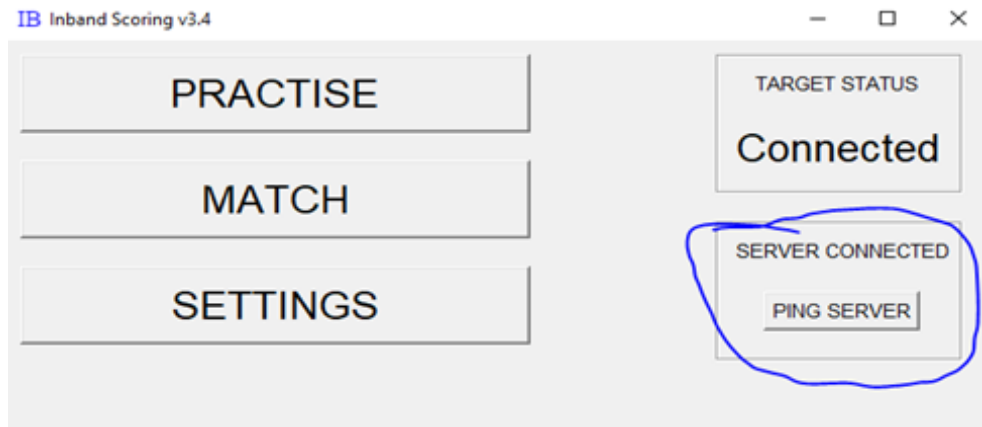 IB Inband Scoring v3.4
PRACTISE
MATCH
SETTINGS
TARGET STATUS
Connected
SERVER CONNECTED
PING SERVER